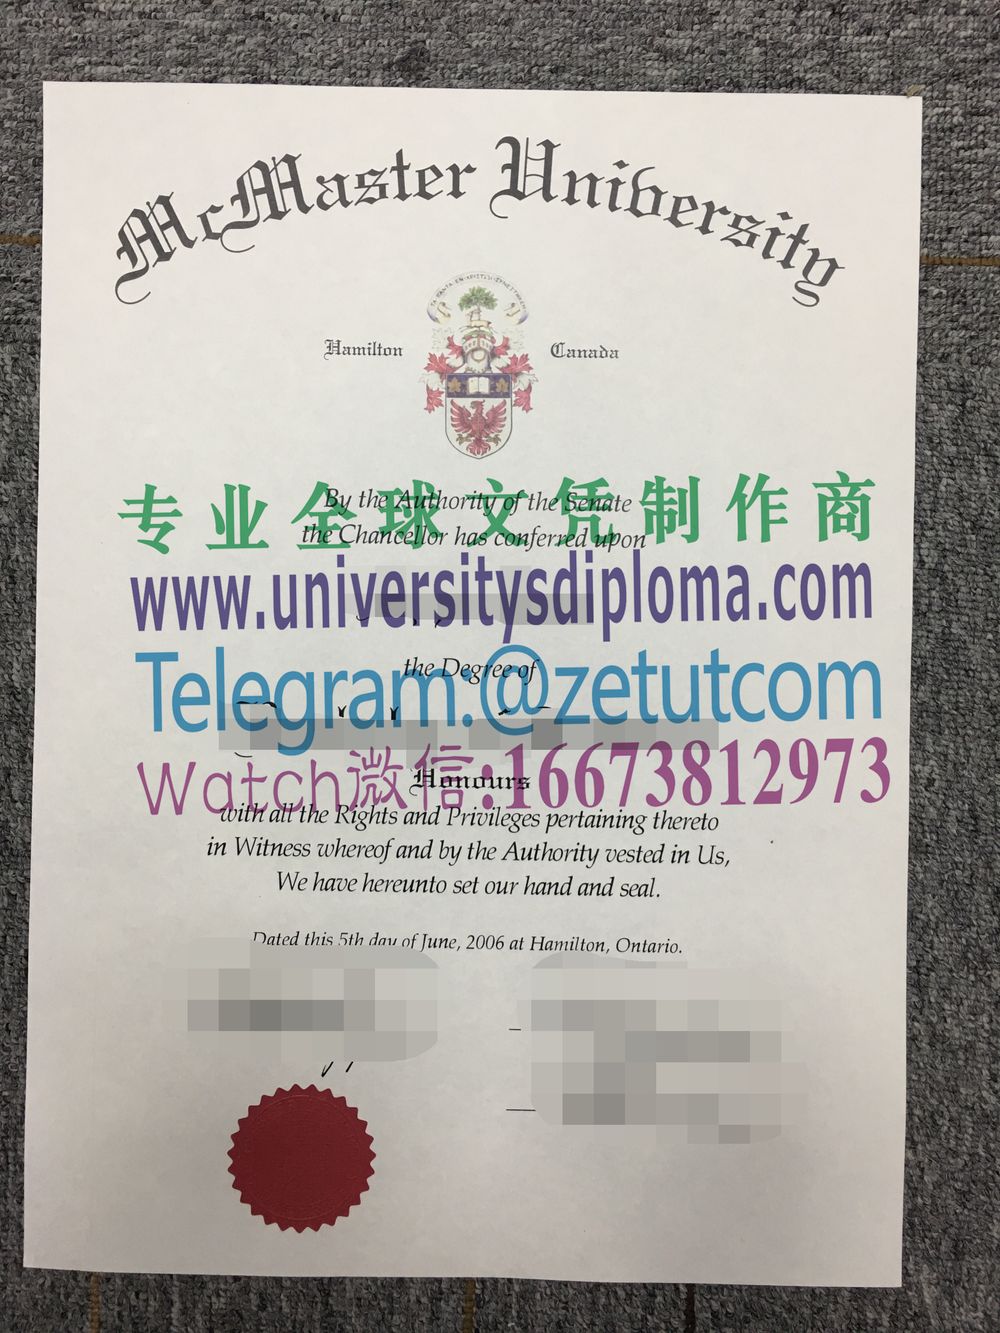 McMaster University
Hamilton Canada
By the Authority of the Senate
专业全球文凭制作商
the Chancellor has conferred upon
www.universitysdiploma.com
the Degree of
Telegram:@zetutcom
Watch微信:16673812973
Honours
with all the Rights and Privileges pertaining thereto
in Witness whereof and by the Authority vested in Us,
We have hereunto set our hand and seal.
Dated this 5th day of June, 2006 at Hamilton, Ontario.